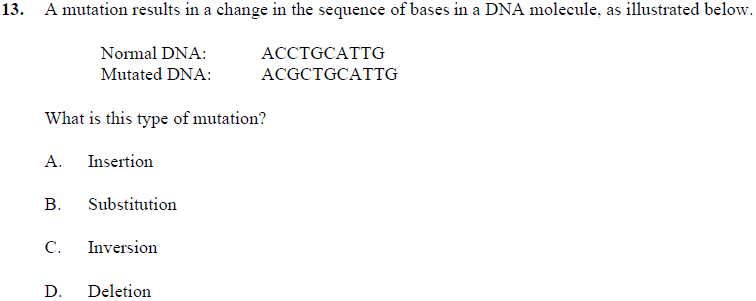 13. A mutation results in a change in the sequence of bases in a DNA molecule, as illustrated below.
Normal DNA: ACCTGCATTG
Mutated DNA: ACGCTGCATTG
What is this type of mutation?
A. Insertion
B. Substitution
C. Inversion
D. Deletion